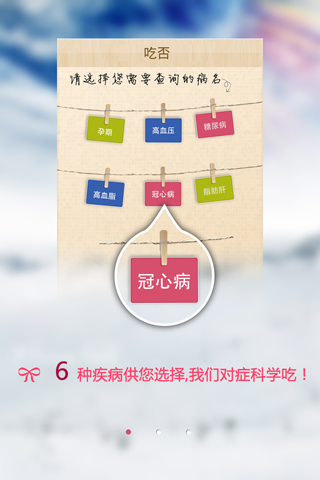 吃否
请选择您需要查询的病名
孕期 高血压 糖尿病
高血脂 冠心病 脂肪肝
冠心病
6 种疾病供您选择,我们对症科学吃！